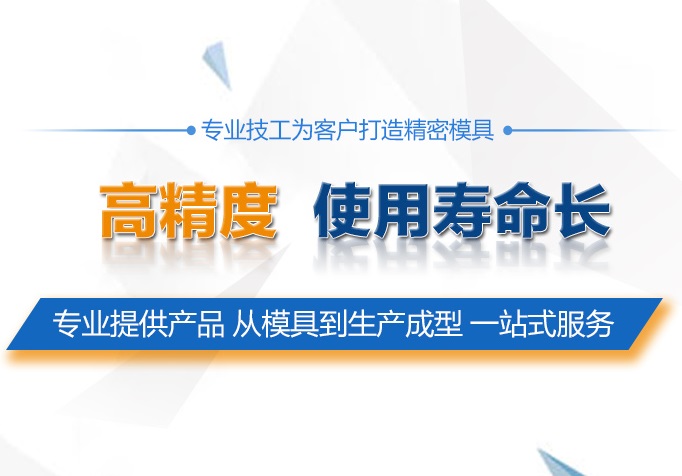 专业技工为客户打造精密模具
高精度 使用寿命长
专业提供产品 从模具到生产成型 一站式服务